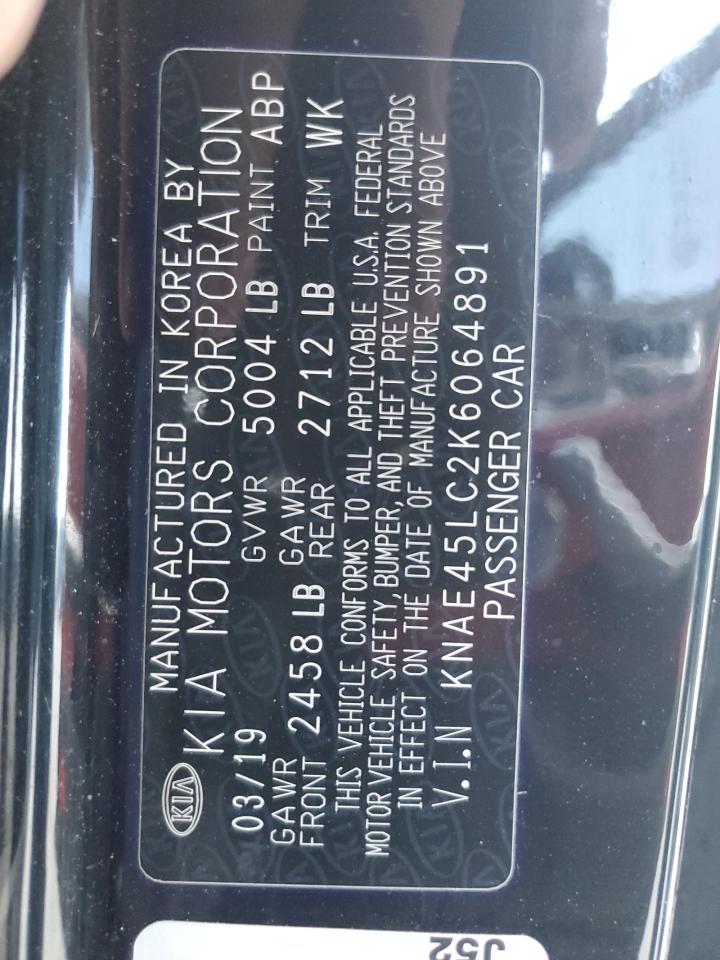 MANUFACTURED IN KOREA BY
KIA KIA MOTORS CORPORATION
03/19 GVWR 5004 LB PAINT ABP
GAWR FRONT 2458 LB GAWR REAR 2712 LB TRIM WK
THIS VEHICLE CONFORMS TO ALL APPLICABLE U.S.A. FEDERAL
MOTOR VEHICLE SAFETY, BUMPER, AND THEFT PREVENTION STANDARDS
IN EFFECT ON THE DATE OF MANUFACTURE SHOWN ABOVE
V.I.N KNAE45LC2K6064891
PASSENGER CAR
J52